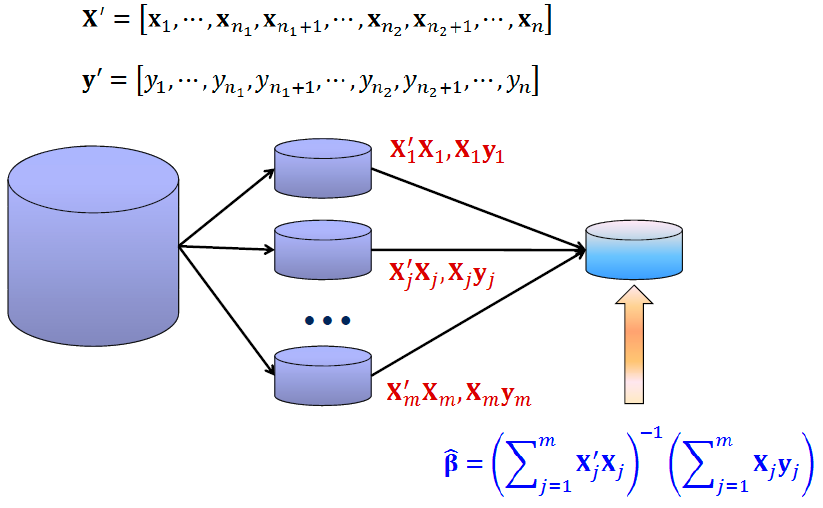 𝐗′ = [𝐱₁, ⋯, 𝐱ₙ₁, 𝐱ₙ₁₊₁, ⋯, 𝐱ₙ₂, 𝐱ₙ₂₊₁, ⋯, 𝐱ₙ]
𝐲′ = [y₁, ⋯, yₙ₁, yₙ₁₊₁, ⋯, yₙ₂, yₙ₂₊₁, ⋯, yₙ]
𝐗′₁𝐗₁, 𝐗₁𝐲₁
𝐗′ⱼ𝐗ⱼ, 𝐗ⱼ𝐲ⱼ
•••
𝐗′ₘ𝐗ₘ, 𝐗ₘ𝐲ₘ
𝛃̂ = (∑ⱼ₌₁ᵐ 𝐗′ⱼ𝐗ⱼ)⁻¹ (∑ⱼ₌₁ᵐ 𝐗ⱼ𝐲ⱼ)